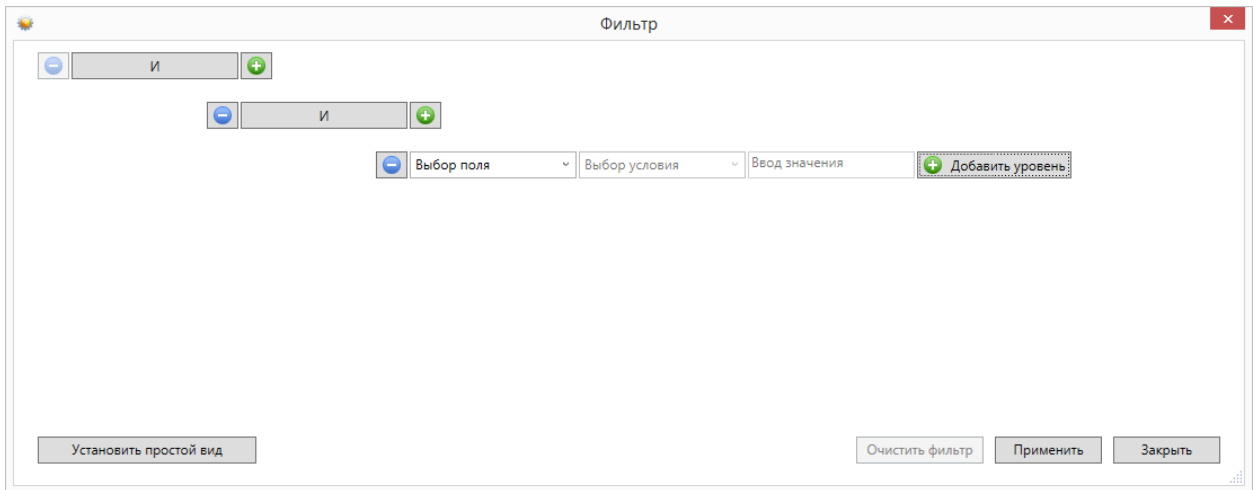 Фильтр
И
И
Выбор поля Выбор условия Ввод значения Добавить уровень
Установить простой вид Очистить фильтр Применить Закрыть